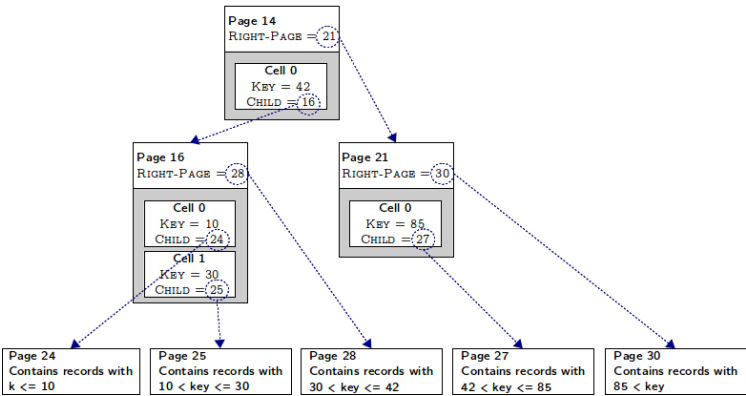 Page 14
Right-Page = 21
Cell 0
Key = 42
Child = 16
Page 16
Right-Page = 28
Cell 0
Key = 10
Child = 24
Cell 1
Key = 30
Child = 25
Page 21
Right-Page = 30
Cell 0
Key = 85
Child = 27
Page 24
Contains records with
k <= 10
Page 25
Contains records with
10 < key <= 30
Page 28
Contains records with
30 < key <= 42
Page 27
Contains records with
42 < key <= 85
Page 30
Contains records with
85 < key